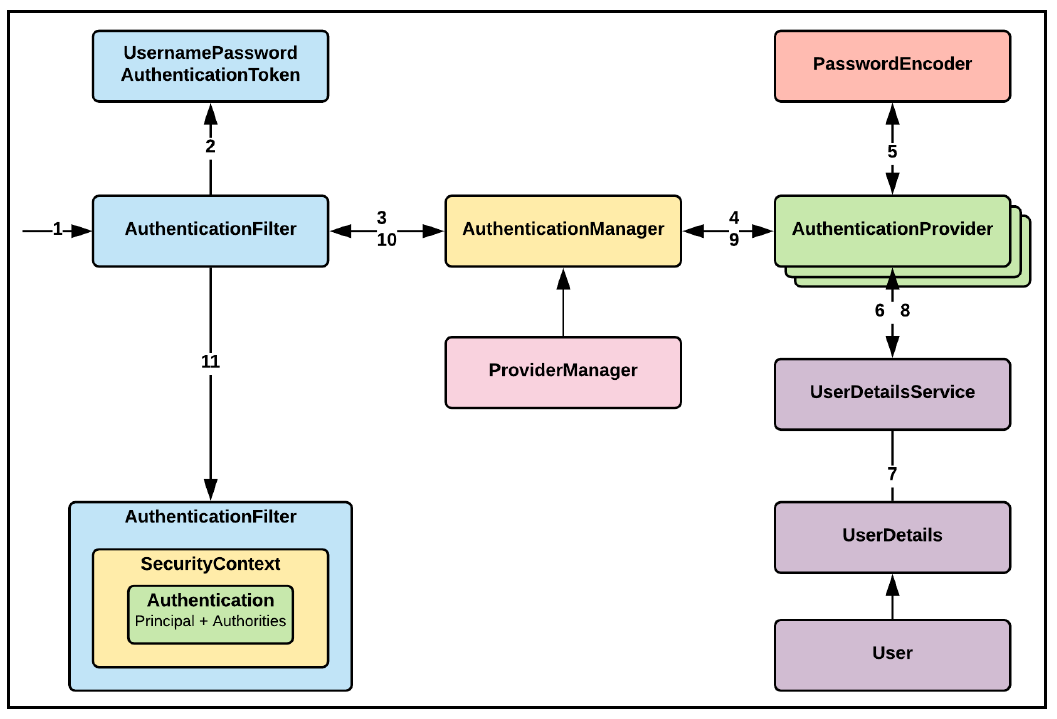 UsernamePassword
AuthenticationToken
PasswordEncoder
2
5
1
AuthenticationFilter
3
10
AuthenticationManager
4
9
AuthenticationProvider
6 8
11
ProviderManager
UserDetailsService
7
AuthenticationFilter
SecurityContext
Authentication
Principal + Authorities
UserDetails
User